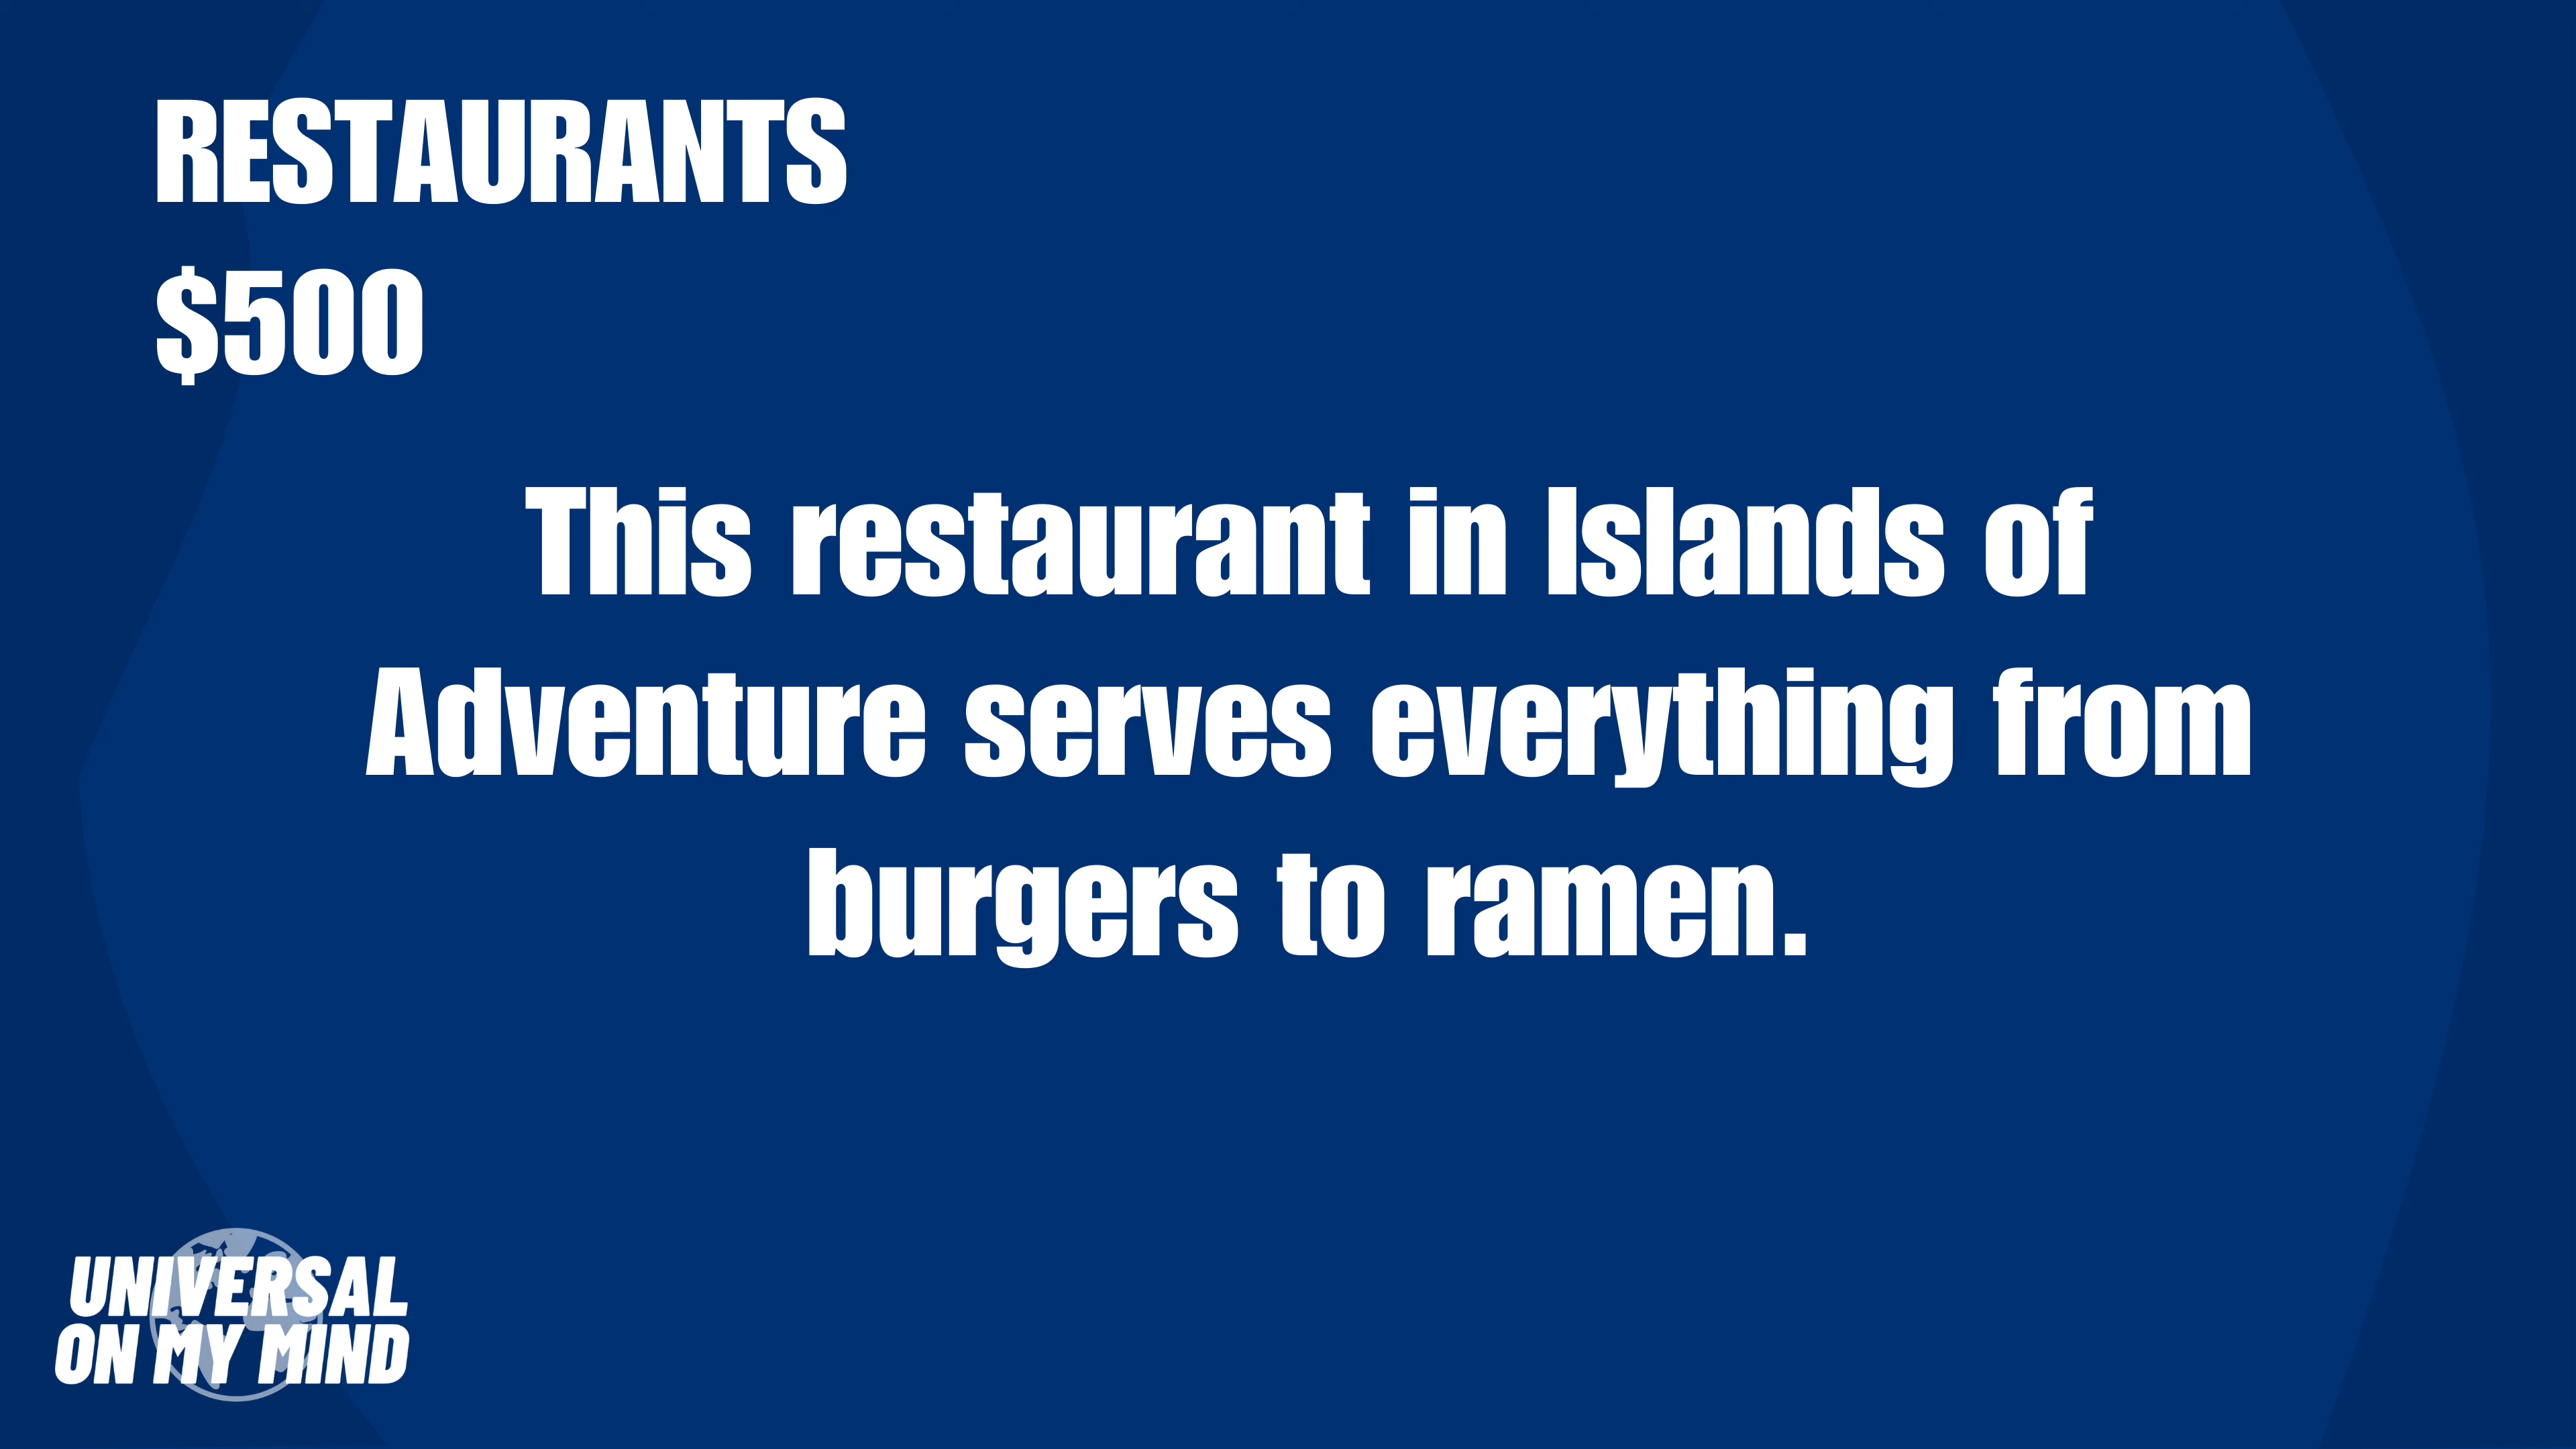 RESTAURANTS
$500
This restaurant in Islands of
Adventure serves everything from
burgers to ramen.
UNIVERSAL
ON MY MIND